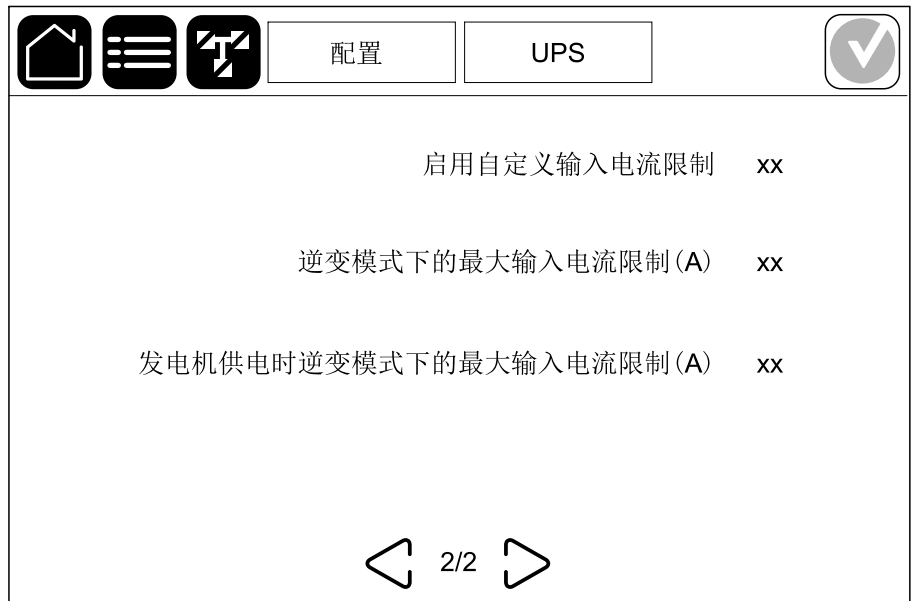 配置 UPS
启用自定义输入电流限制 xx
逆变模式下的最大输入电流限制(A) xx
发电机供电时逆变模式下的最大输入电流限制(A) xx
2/2